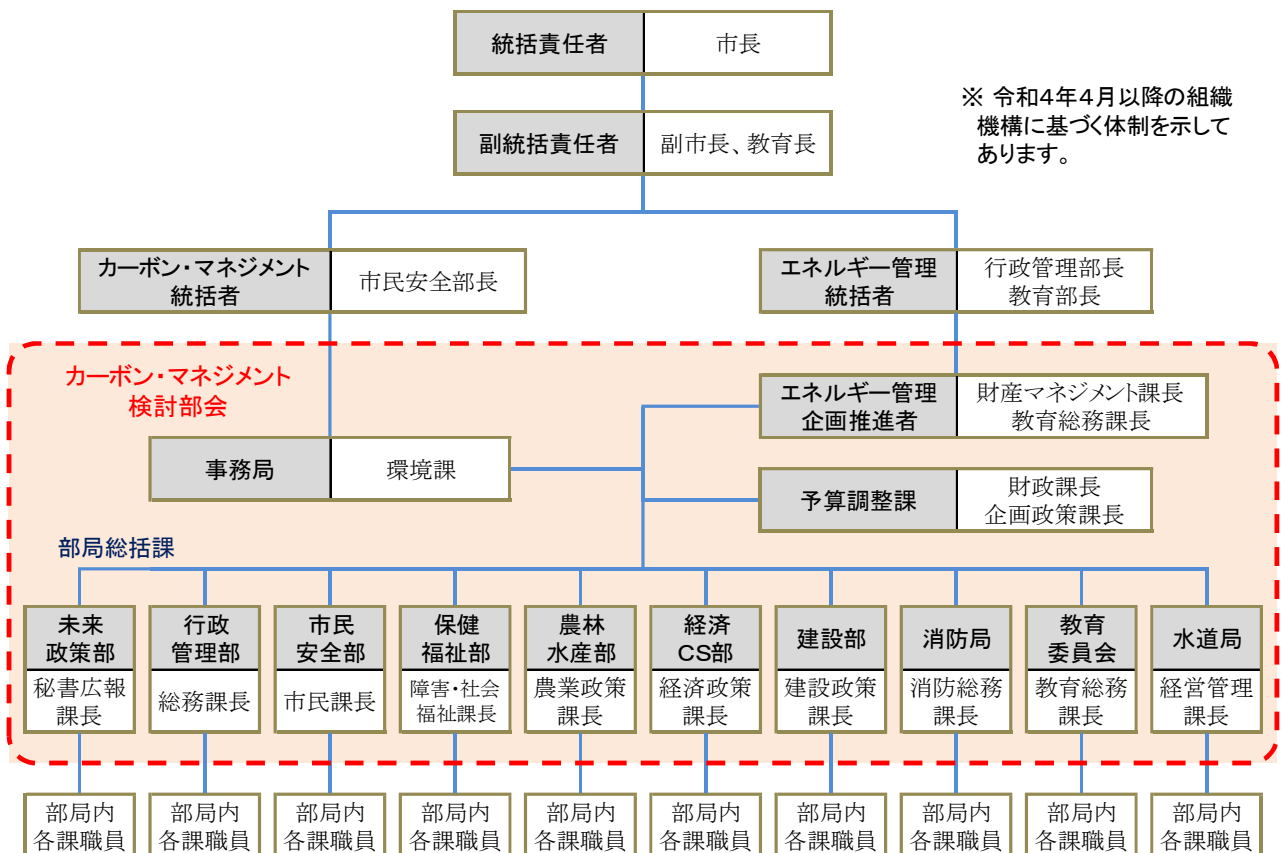 統括責任者
市長
※ 令和4年4月以降の組織
機構に基づく体制を示して
あります。
副統括責任者
副市長、教育長
カーボン・マネジメント
統括者
市民安全部長
エネルギー管理
統括者
行政管理部長
教育部長
カーボン・マネジメント
検討部会
エネルギー管理
企画推進者
財産マネジメント課長
教育総務課長
事務局
環境課
予算調整課
財政課長
企画政策課長
部局総括課
未来
政策部
秘書広報
課長
行政
管理部
総務課長
市民
安全部
市民課長
保健
福祉部
障害・社会
福祉課長
農林
水産部
農業政策
課長
経済
CS部
経済政策
課長
建設部
建設政策
課長
消防局
消防総務
課長
教育
委員会
教育総務
課長
水道局
経営管理
課長
部局内
各課職員
部局内
各課職員
部局内
各課職員
部局内
各課職員
部局内
各課職員
部局内
各課職員
部局内
各課職員
部局内
各課職員
部局内
各課職員
部局内
各課職員